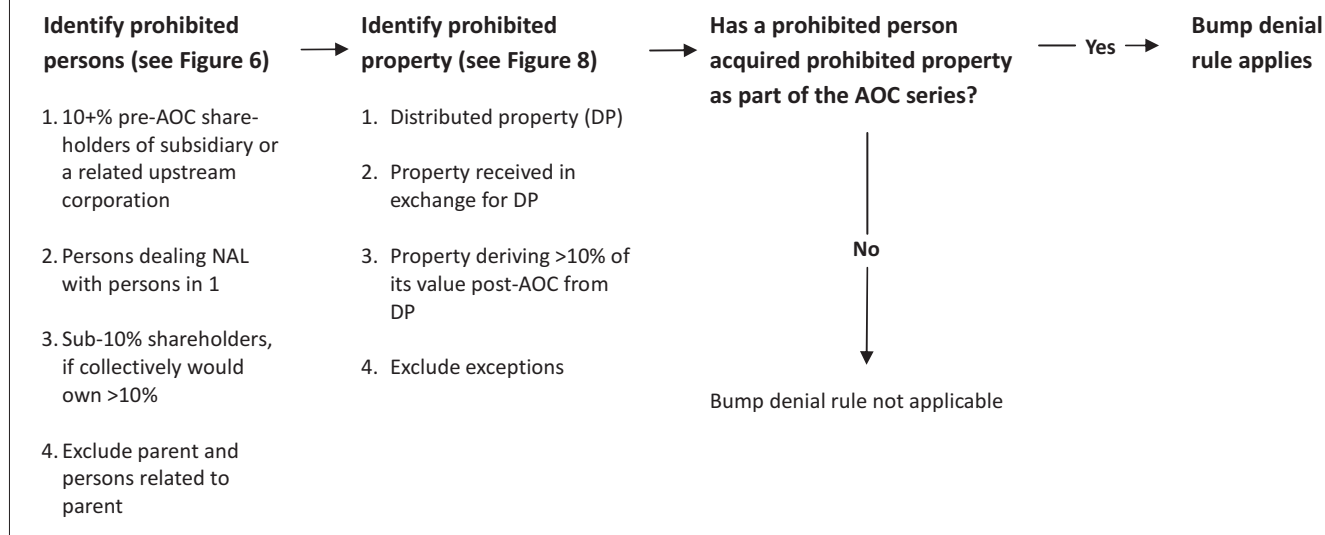 Identify prohibited
persons (see Figure 6)
1. 10+% pre-AOC share-
holders of subsidiary or
a related upstream
corporation
2. Persons dealing NAL
with persons in 1
3. Sub-10% shareholders,
if collectively would
own >10%
4. Exclude parent and
persons related to
parent
Identify prohibited
property (see Figure 8)
1. Distributed property (DP)
2. Property received in
exchange for DP
3. Property deriving >10% of
its value post-AOC from
DP
4. Exclude exceptions
Has a prohibited person
acquired prohibited property
as part of the AOC series?
Yes
Bump denial
rule applies
No
Bump denial rule not applicable